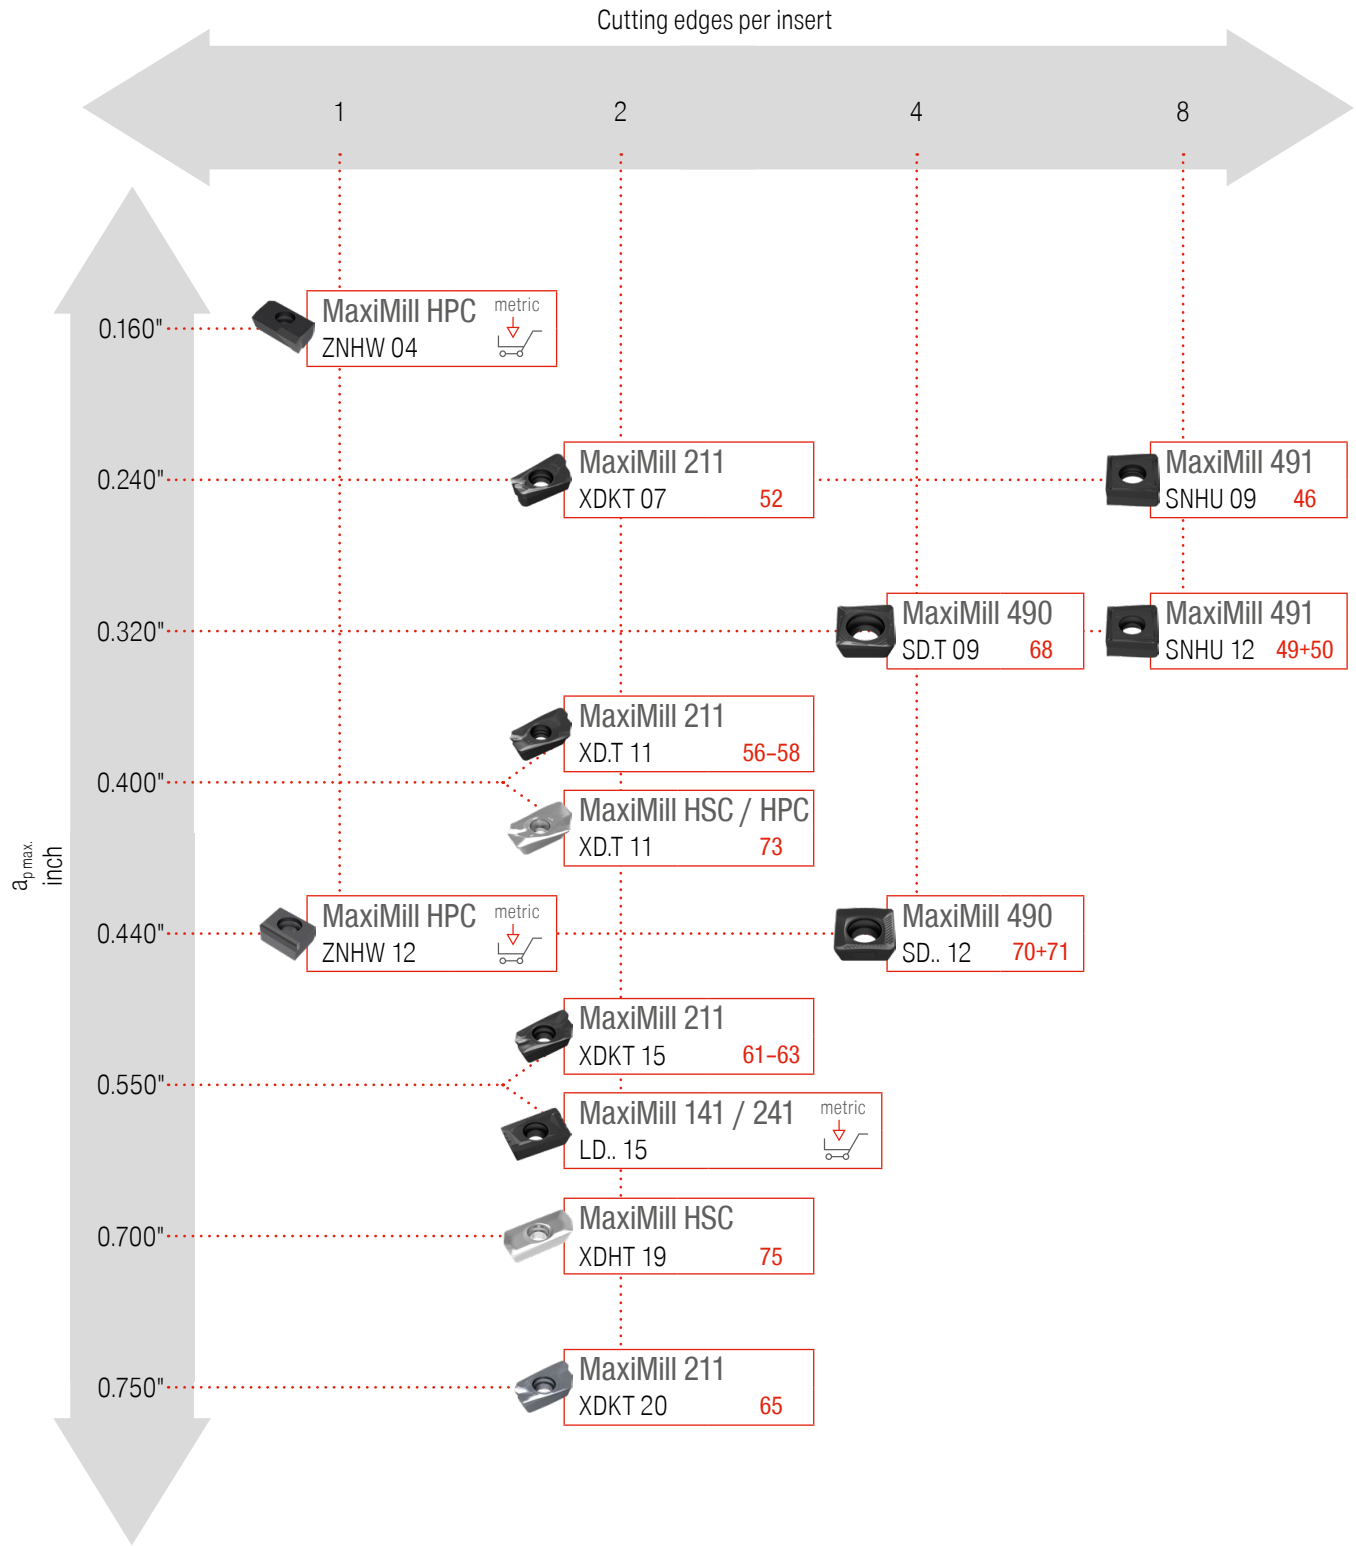 Cutting edges per insert
1 2 4 8
0.160"
MaxiMill HPC metric
ZNHW 04
0.240"
MaxiMill 211
XDKT 07 52
MaxiMill 491
SNHU 09 46
0.320"
MaxiMill 490
SD.T 09 68
MaxiMill 491
SNHU 12 49+50
MaxiMill 211
XD.T 11 56–58
0.400"
MaxiMill HSC / HPC
XD.T 11 73
ap max.
inch
0.440"
MaxiMill HPC metric
ZNHW 12
MaxiMill 490
SD.. 12 70+71
MaxiMill 211
XDKT 15 61–63
0.550"
MaxiMill 141 / 241 metric
LD.. 15
0.700"
MaxiMill HSC
XDHT 19 75
0.750"
MaxiMill 211
XDKT 20 65